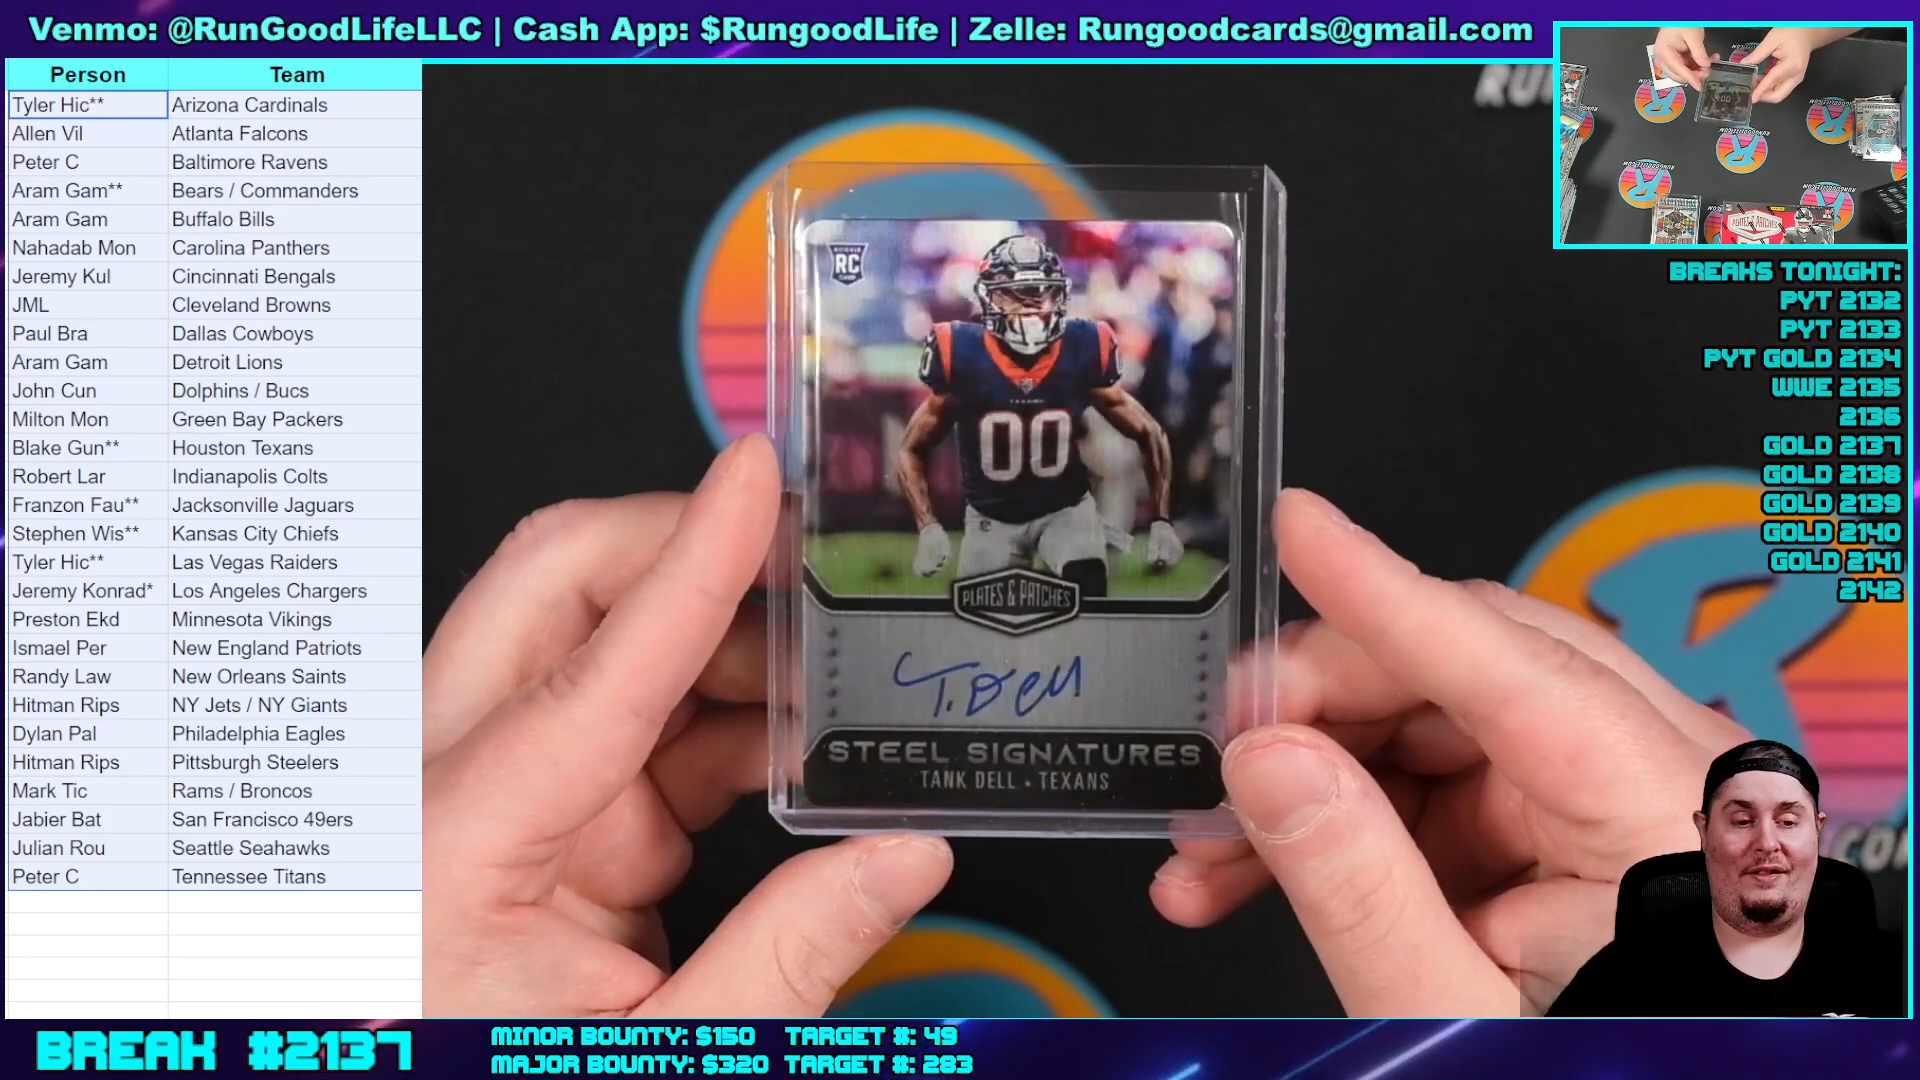 Venmo: @RunGoodLifeLLC | Cash App: $RungoodLife | Zelle: Rungoodcards@gmail.com
Person Team
Tyler Hic** Arizona Cardinals
Allen Vil Atlanta Falcons
Peter C Baltimore Ravens
Aram Gam** Bears / Commanders
Aram Gam Buffalo Bills
Nahadab Mon Carolina Panthers
Jeremy Kul Cincinnati Bengals
JML Cleveland Browns
Paul Bra Dallas Cowboys
Aram Gam Detroit Lions
John Cun Dolphins / Bucs
Milton Mon Green Bay Packers
Blake Gun** Houston Texans
Robert Lar Indianapolis Colts
Franzon Fau** Jacksonville Jaguars
Stephen Wis** Kansas City Chiefs
Tyler Hic** Las Vegas Raiders
Jeremy Konrad* Los Angeles Chargers
Preston Ekd Minnesota Vikings
Ismael Per New England Patriots
Randy Law New Orleans Saints
Hitman Rips NY Jets / NY Giants
Dylan Pal Philadelphia Eagles
Hitman Rips Pittsburgh Steelers
Mark Tic Rams / Broncos
Jabier Bat San Francisco 49ers
Julian Rou Seattle Seahawks
Peter C Tennessee Titans
ROOKIE
RC
CARD
00
PLATES & PATCHES
T. Dell
STEEL SIGNATURES
TANK DELL • TEXANS
PLATES & PATCHES
BREAKS TONIGHT:
PYT 2132
PYT 2133
PYT GOLD 2134
WWE 2135
2136
GOLD 2137
GOLD 2138
GOLD 2139
GOLD 2140
GOLD 2141
2142
BREAK #2137
MINOR BOUNTY: $150 TARGET #: 49
MAJOR BOUNTY: $320 TARGET #: 283